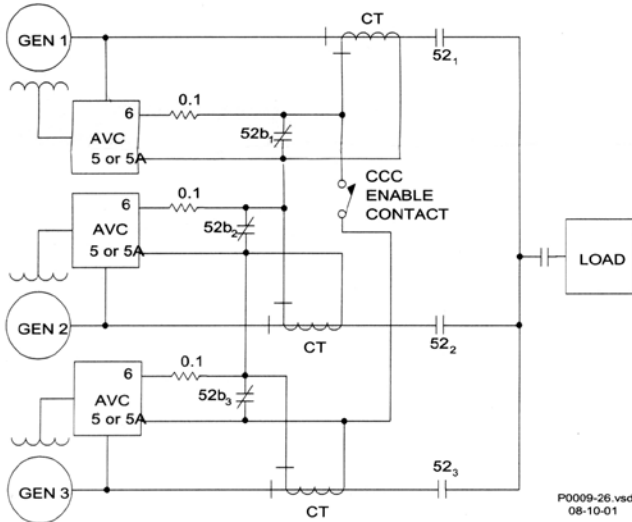 CT
GEN 1
52₁
0.1
6
AVC
5 or 5A
52b₁
CCC
ENABLE
CONTACT
0.1
6
AVC
5 or 5A
52b₂
LOAD
GEN 2
CT
52₂
0.1
6
AVC
5 or 5A
52b₃
GEN 3
CT
52₃
P0009-26.vsd
08-10-01